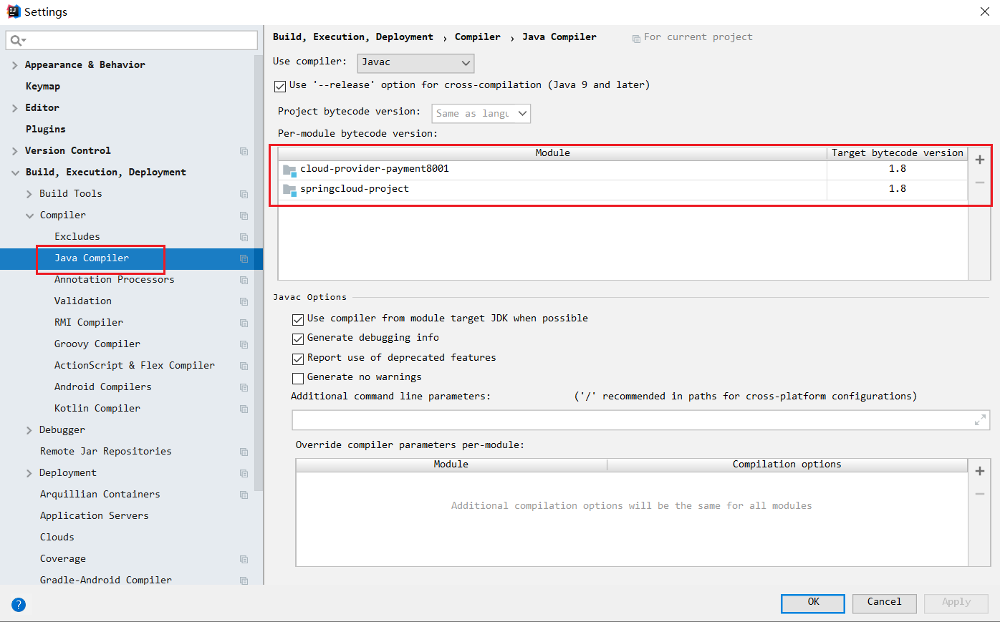 Settings
Appearance & Behavior
Keymap
Editor
Plugins
Version Control
Build, Execution, Deployment
Build Tools
Compiler
Excludes
Java Compiler
Annotation Processors
Validation
RMI Compiler
Groovy Compiler
ActionScript & Flex Compiler
Android Compilers
Kotlin Compiler
Debugger
Remote Jar Repositories
Deployment
Arquillian Containers
Application Servers
Clouds
Coverage
Gradle-Android Compiler
Build, Execution, Deployment › Compiler › Java Compiler For current project
Use compiler: Javac
Use '--release' option for cross-compilation (Java 9 and later)
Project bytecode version: Same as langu
Per-module bytecode version:
Module Target bytecode version
cloud-provider-payment8001 1.8
springcloud-project 1.8
Javac Options
Use compiler from module target JDK when possible
Generate debugging info
Report use of deprecated features
Generate no warnings
Additional command line parameters: ('/' recommended in paths for cross-platform configurations)
Override compiler parameters per-module:
Module Compilation options
Additional compilation options will be the same for all modules
? OK Cancel Apply